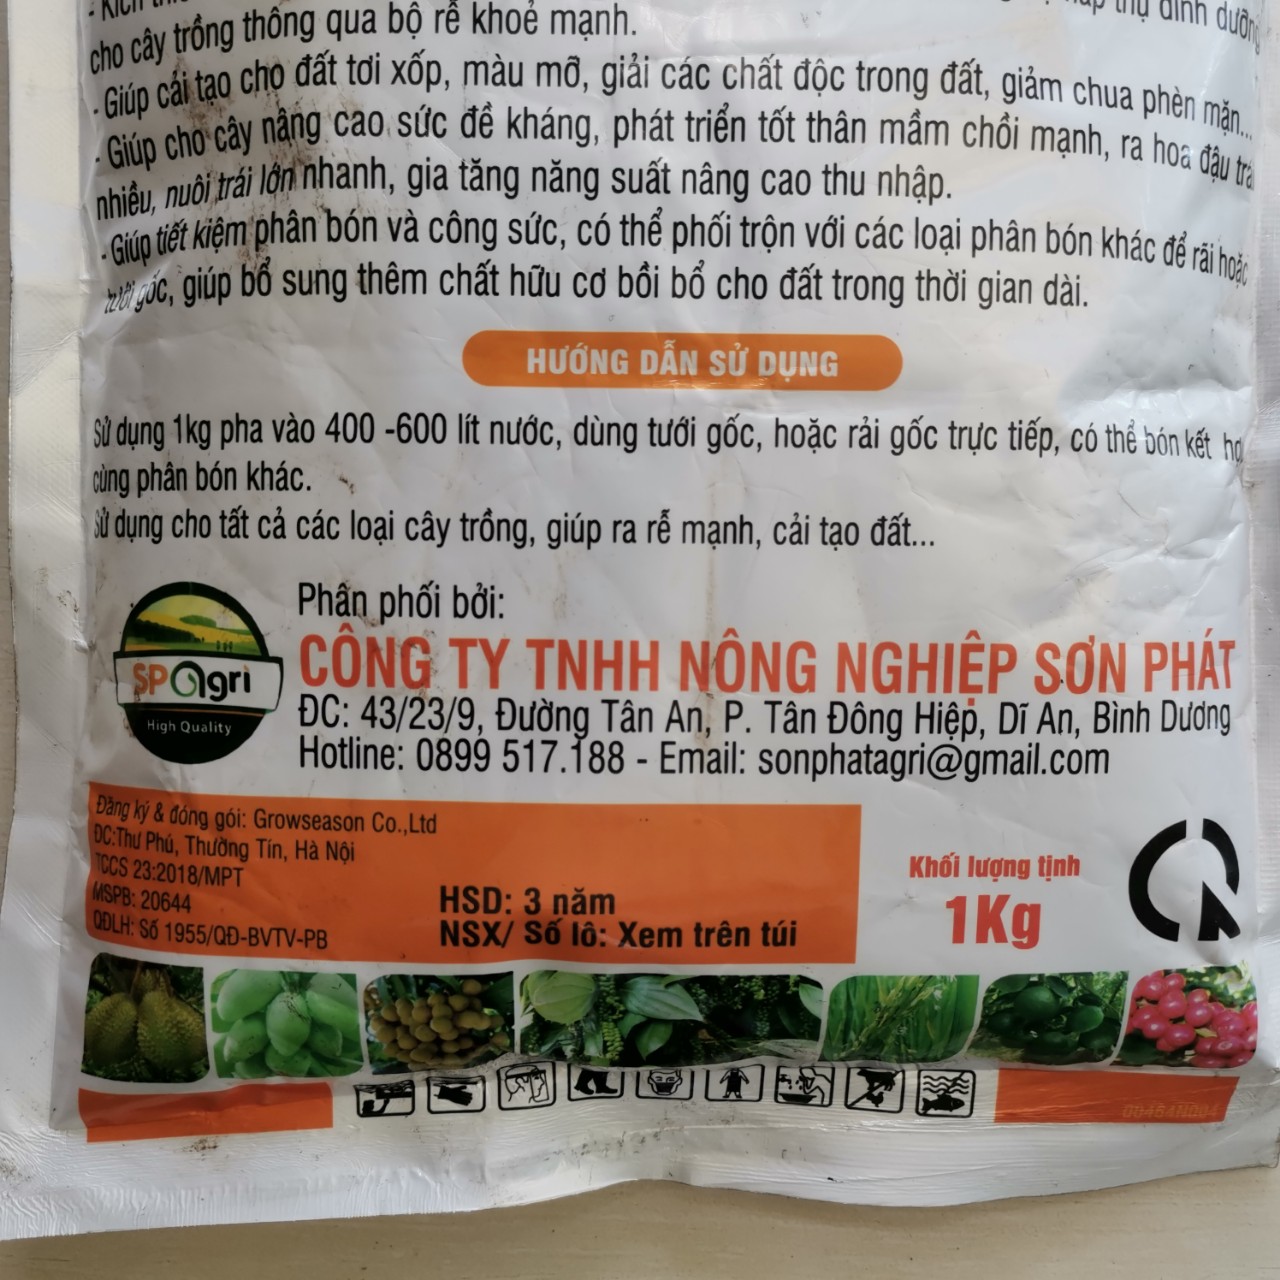 - Kích
thụ dinh dưỡng
cho cây trồng thông qua bộ rễ khoẻ mạnh.
- Giúp cải tạo cho đất tơi xốp, màu mỡ, giải các chất độc trong đất, giảm chua phèn mặn...
- Giúp cho cây nâng cao sức đề kháng, phát triển tốt thân mầm chồi mạnh, ra hoa đậu trái
nhiều, nuôi trái lớn nhanh, gia tăng năng suất nâng cao thu nhập.
- Giúp tiết kiệm phân bón và công sức, có thể phối trộn với các loại phân bón khác để rãi hoặc
tưới gốc, giúp bổ sung thêm chất hữu cơ bồi bổ cho đất trong thời gian dài.
HƯỚNG DẪN SỬ DỤNG
Sử dụng 1kg pha vào 400 -600 lít nước, dùng tưới gốc, hoặc rải gốc trực tiếp, có thể bón kết
cùng phân bón khác.
Sử dụng cho tất cả các loại cây trồng, giúp ra rễ mạnh, cải tạo đất...
Phân phối bởi:
CÔNG TY TNHH NÔNG NGHIỆP SƠN PHÁT
SPAgri
High Quality
ĐC: 43/23/9, Đường Tân An, P. Tân Đông Hiệp, Dĩ An, Bình Dương
Hotline: 0899 517.188 - Email: sonphatagri@gmail.com
Đăng ký & đóng gói: Growseason Co.,Ltd
ĐC:Thư Phú, Thường Tín, Hà Nội
TCCS 23:2018/MPT
MSPB: 20644
QĐLH: Số 1955/QĐ-BVTV-PB
HSD: 3 năm
NSX/ Số lô: Xem trên túi
Khối lượng tịnh
1Kg